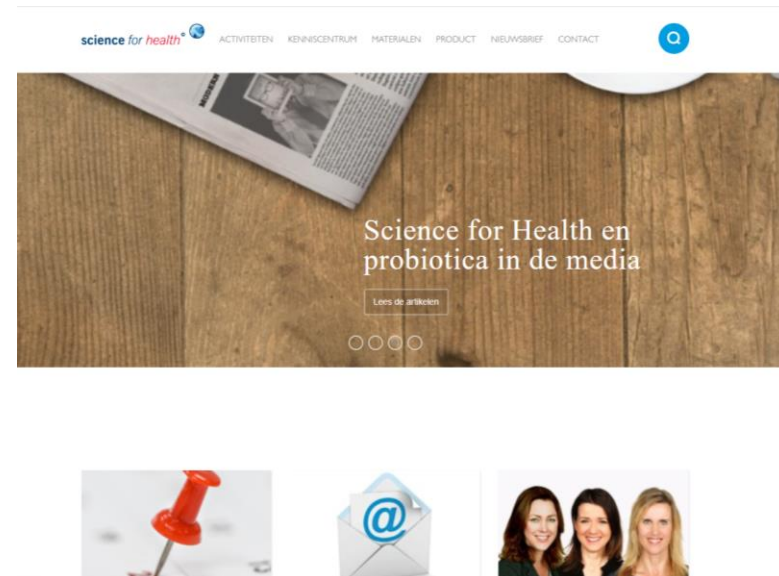 science for health°
ACTIVITEITEN KENNISCENTRUM MATERIALEN PRODUCT NIEUWSBRIEF CONTACT
Science for Health en
probiotica in de media
Lees de artikelen
@